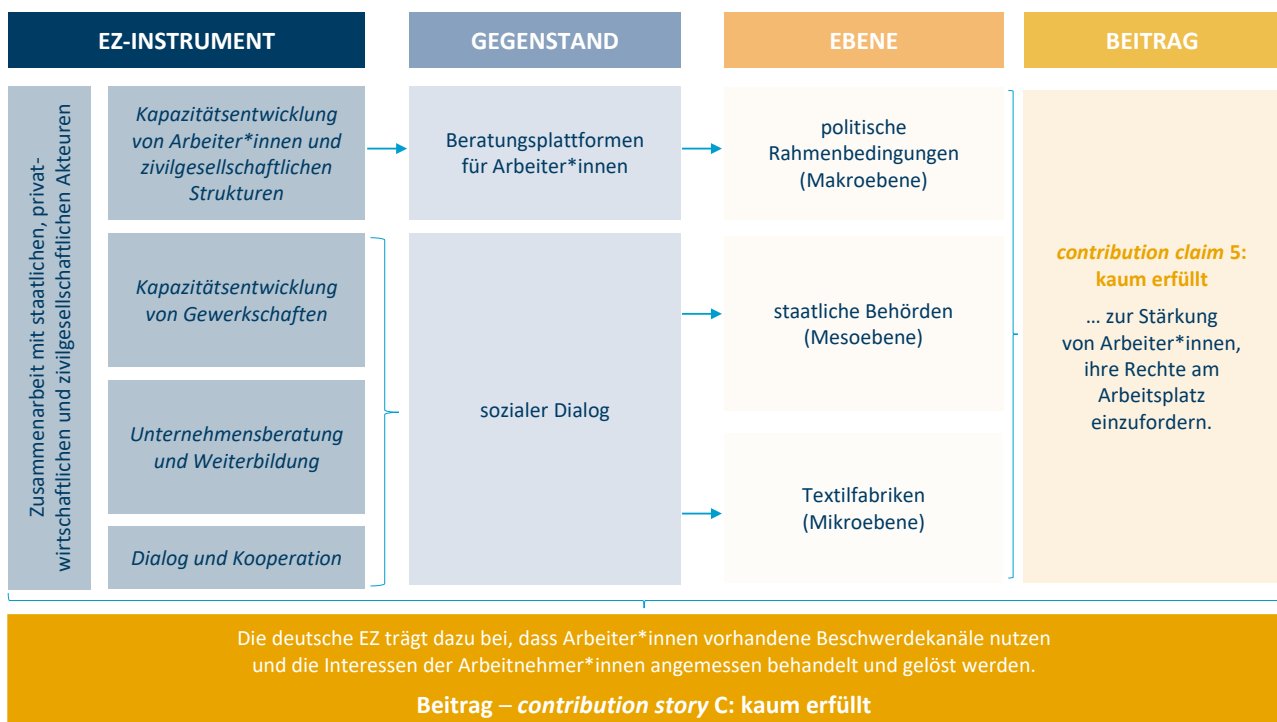 EZ-INSTRUMENT
GEGENSTAND
EBENE
BEITRAG
Zusammenarbeit mit staatlichen, privat-
wirtschaftlichen und zivilgesellschaftlichen Akteuren
Kapazitätsentwicklung
von Arbeiter*innen und
zivilgesellschaftlichen
Strukturen
Beratungsplattformen
für Arbeiter*innen
politische
Rahmenbedingungen
(Makroebene)
Kapazitätsentwicklung
von Gewerkschaften
Unternehmensberatung
und Weiterbildung
Dialog und Kooperation
sozialer Dialog
staatliche Behörden
(Mesoebene)
Textilfabriken
(Mikroebene)
contribution claim 5:
kaum erfüllt
... zur Stärkung
von Arbeiter*innen,
ihre Rechte am
Arbeitsplatz
einzufordern.
Die deutsche EZ trägt dazu bei, dass Arbeiter*innen vorhandene Beschwerdekanäle nutzen
und die Interessen der Arbeitnehmer*innen angemessen behandelt und gelöst werden.
Beitrag – contribution story C: kaum erfüllt